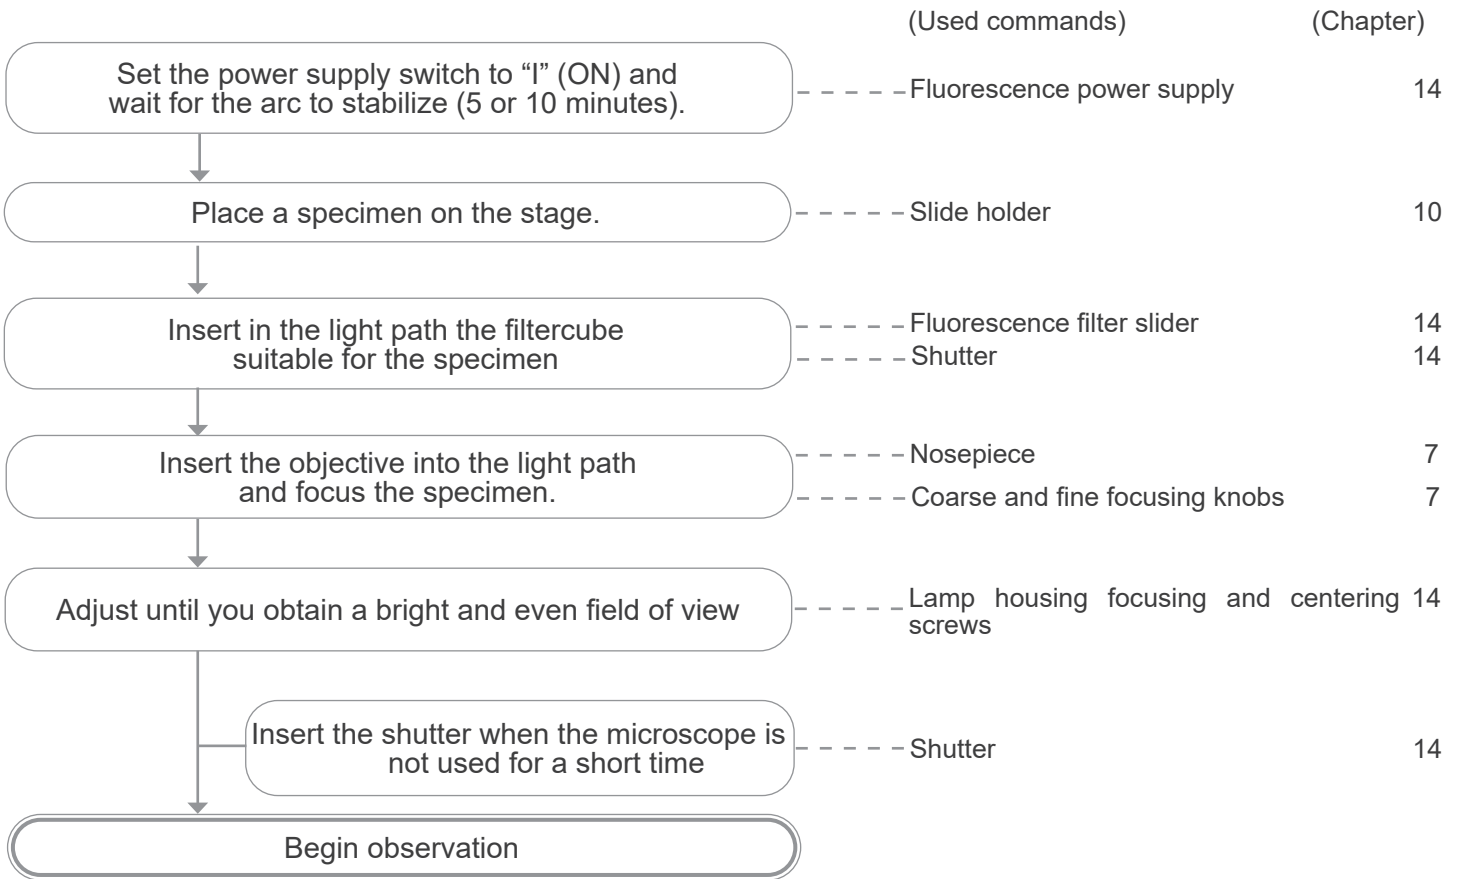 (Used commands) (Chapter)
Set the power supply switch to “I” (ON) and
wait for the arc to stabilize (5 or 10 minutes).
Fluorescence power supply 14
Place a specimen on the stage.
Slide holder 10
Insert in the light path the filtercube
suitable for the specimen
Fluorescence filter slider 14
Shutter 14
Insert the objective into the light path
and focus the specimen.
Nosepiece 7
Coarse and fine focusing knobs 7
Adjust until you obtain a bright and even field of view
Lamp housing focusing and centering 14
screws
Insert the shutter when the microscope is
not used for a short time
Shutter 14
Begin observation